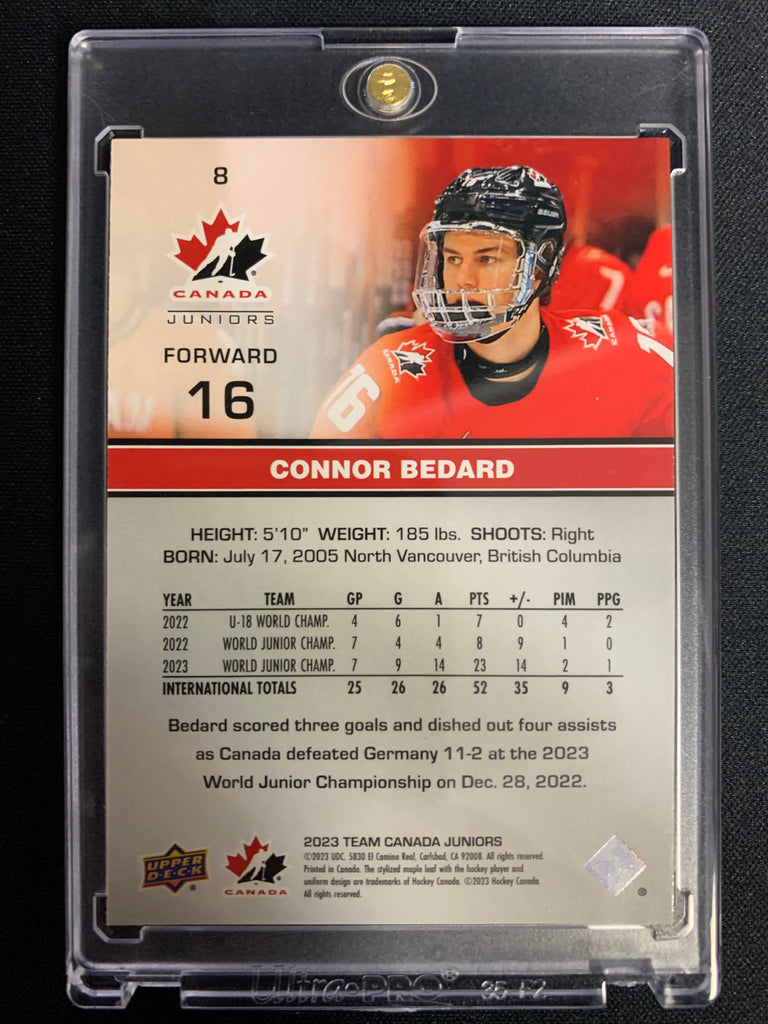 8
CANADA
JUNIORS
FORWARD
16
BAUER
7
CANADA
CANADA
16
CONNOR BEDARD
HEIGHT: 5'10" WEIGHT: 185 lbs. SHOOTS: Right
BORN: July 17, 2005 North Vancouver, British Columbia
YEAR TEAM GP G A PTS +/- PIM PPG
2022 U-18 WORLD CHAMP. 4 6 1 7 0 4 2
2022 WORLD JUNIOR CHAMP. 7 4 4 8 9 1 0
2023 WORLD JUNIOR CHAMP. 7 9 14 23 14 2 1
INTERNATIONAL TOTALS 25 26 26 52 35 9 3
Bedard scored three goals and dished out four assists
as Canada defeated Germany 11-2 at the 2023
World Junior Championship on Dec. 28, 2022.
UPPER
D·E·C·K
CANADA
2023 TEAM CANADA JUNIORS
©2023 UDC. 5830 El Camino Real, Carlsbad, CA 92008. All rights reserved.
Printed in Canada. The stylized maple leaf with the hockey player and
uniform design are trademarks of Hockey Canada. ©2023 Hockey Canada.
All rights reserved.
Ultra·PRO®